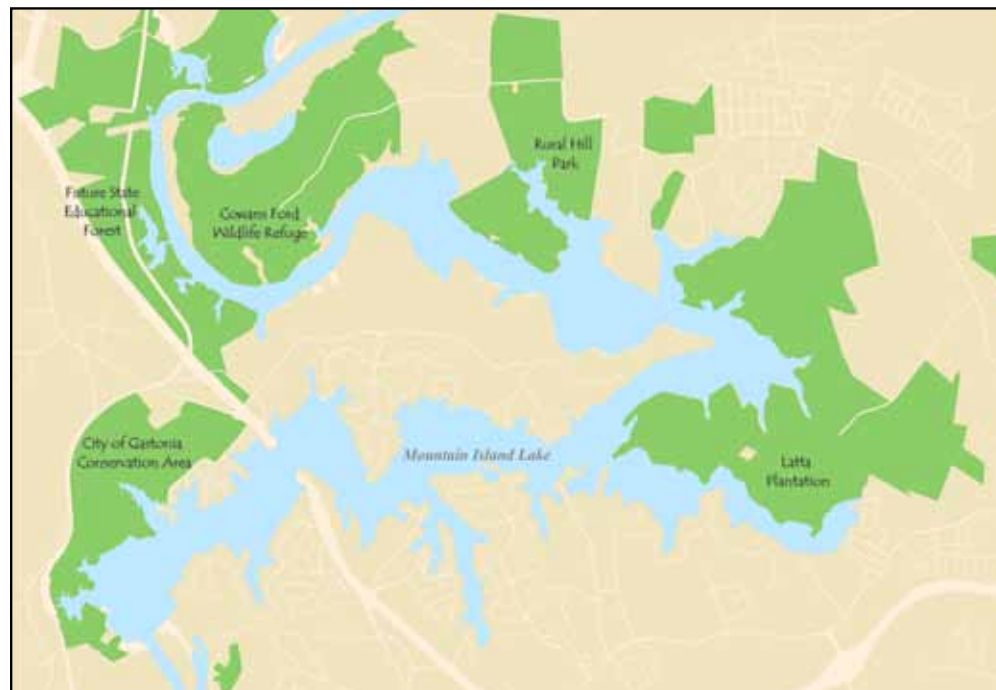 Rural Hill
Park
Future State
Educational
Forest
Cowans Ford
Wildlife Refuge
City of Gastonia
Conservation Area
Mountain Island Lake
Latta
Plantation